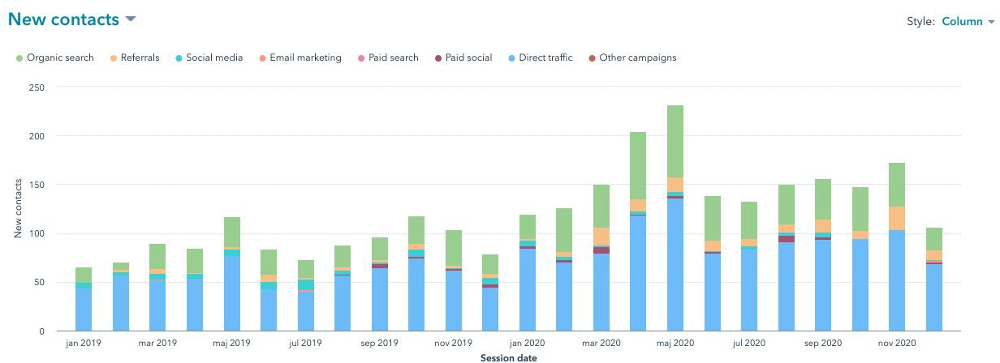 New contacts
Style: Column
Organic search Referrals Social media Email marketing Paid search Paid social Direct traffic Other campaigns
250
200
150
100
50
0
New contacts
jan 2019 mar 2019 maj 2019 jul 2019 sep 2019 nov 2019 jan 2020 mar 2020 maj 2020 jul 2020 sep 2020 nov 2020
Session date